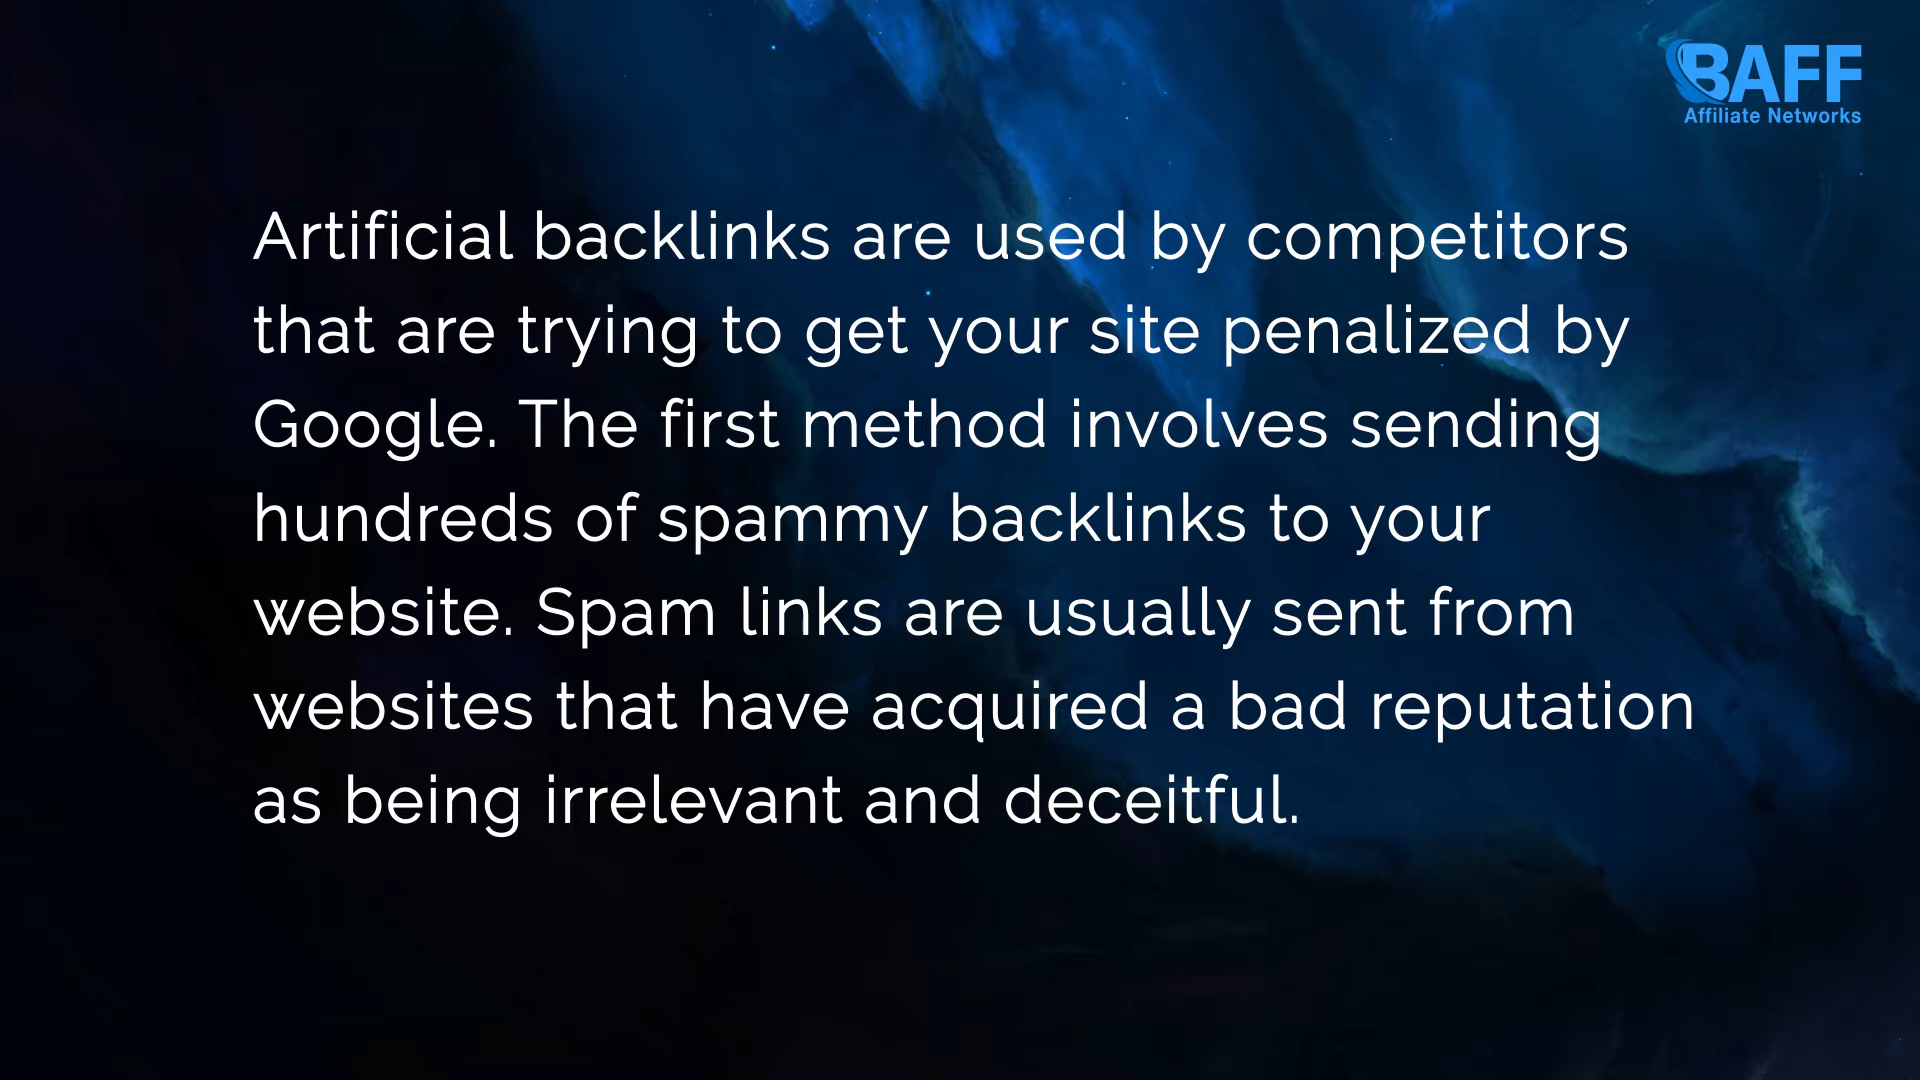 BAFF
Affiliate Networks
Artificial backlinks are used by competitors
that are trying to get your site penalized by
Google. The first method involves sending
hundreds of spammy backlinks to your
website. Spam links are usually sent from
websites that have acquired a bad reputation
as being irrelevant and deceitful.